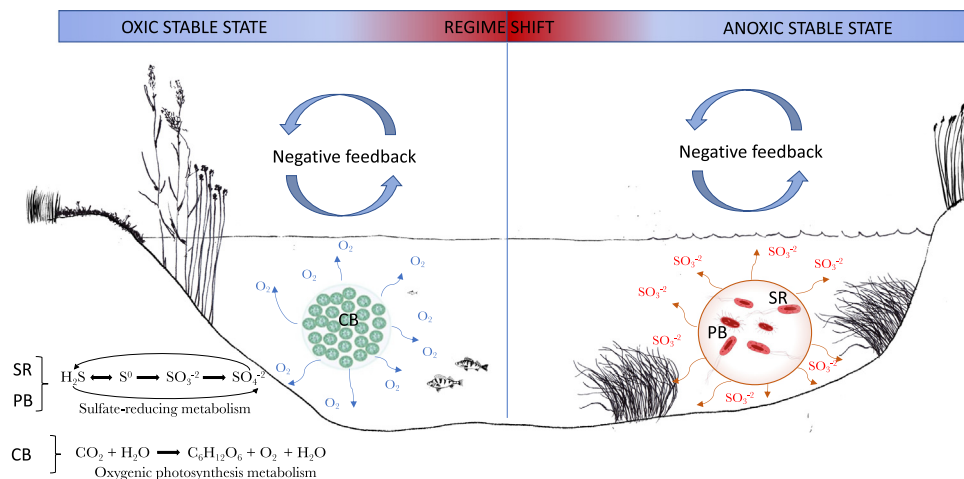 OXIC STABLE STATE REGIME SHIFT ANOXIC STABLE STATE
Negative feedback
Negative feedback
O₂
O₂
O₂
O₂
O₂
O₂
O₂
O₂
O₂
O₂
CB
SO₃⁻²
SO₃⁻²
SO₃⁻²
SO₃⁻²
SO₃⁻²
SO₃⁻²
SO₃⁻²
SO₃⁻²
SO₃⁻²
SR
PB
SR
PB
H₂S S⁰ SO₃⁻² SO₄⁻²
Sulfate-reducing metabolism
CB
CO₂ + H₂O → C₆H₁₂O₆ + O₂ + H₂O
Oxygenic photosynthesis metabolism